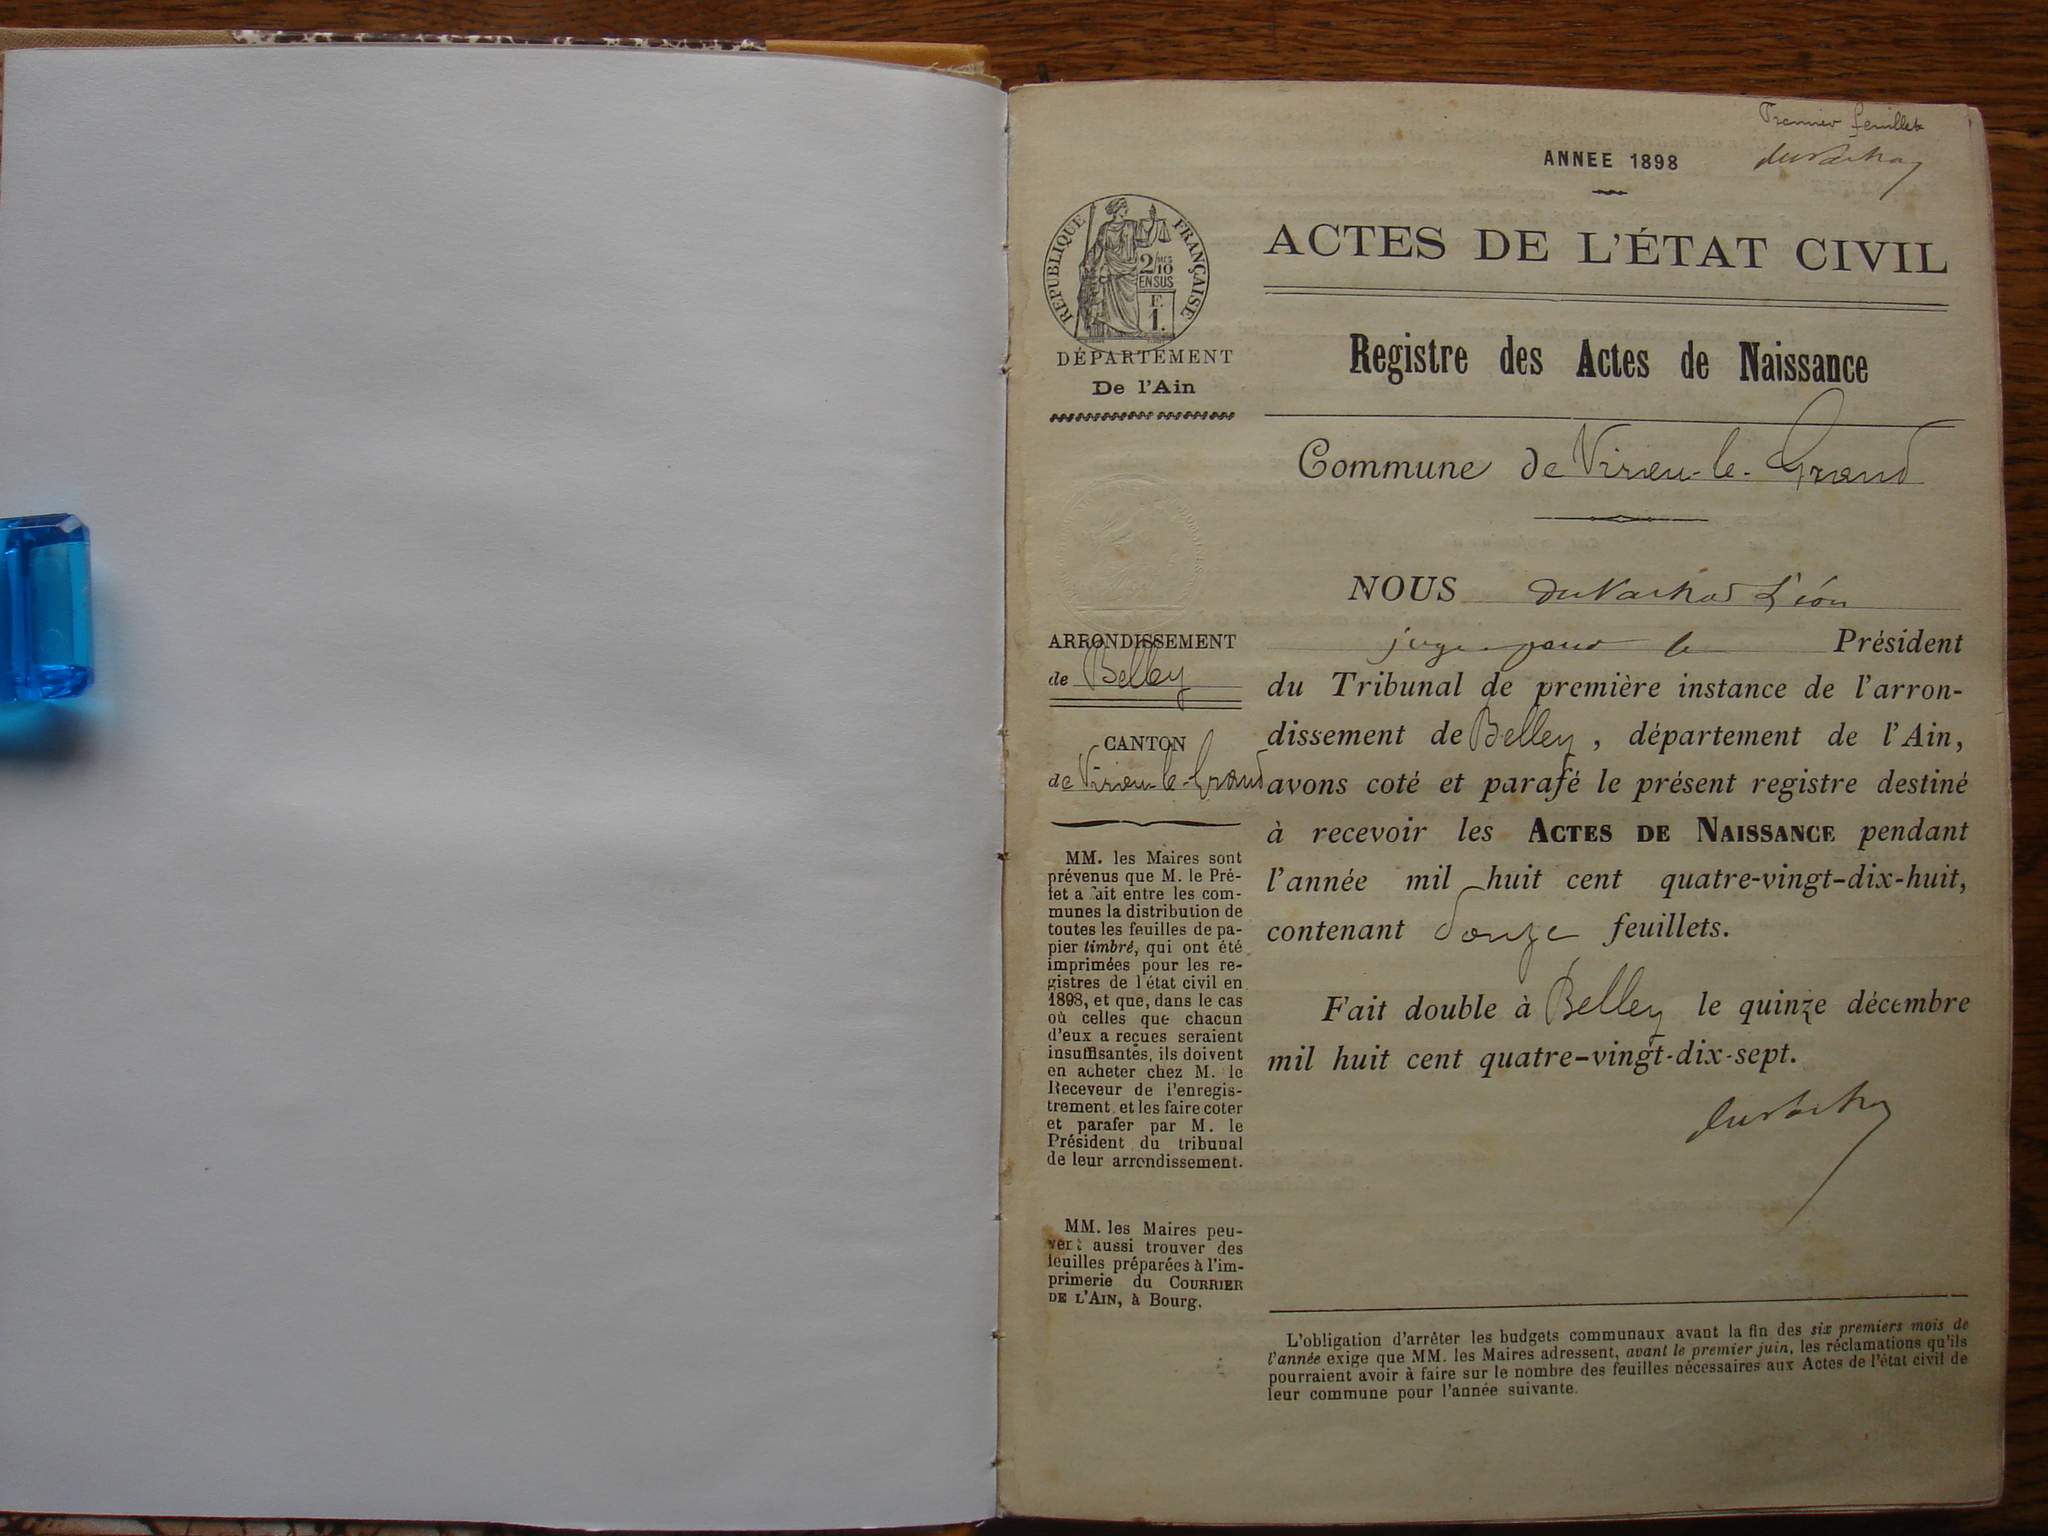 Premier feuillet
ANNEE 1898
ACTES DE L'ÉTAT CIVIL
RÉPUBLIQUE FRANÇAISE
2/10
EN SUS
F.
1.
DÉPARTEMENT
De l'Ain
Registre des Actes de Naissance
Commune de Virieu-le-Grand
NOUS Léon
juge pour le Président
ARRONDISSEMENT
de Belley
CANTON
de Virieu-le-Grand
du Tribunal de première instance de l'arron-
dissement de Belley, département de l'Ain,
avons coté et parafé le présent registre destiné
à recevoir les ACTES DE NAISSANCE pendant
l'année mil huit cent quatre-vingt-dix-huit,
contenant douze feuillets.
Fait double à Belley le quinze décembre
mil huit cent quatre-vingt-dix-sept.
MM. les Maires sont
prévenus que M. le Pré-
fet a fait entre les com-
munes la distribution de
toutes les feuilles de pa-
pier timbré, qui ont été
imprimées pour les re-
gistres de l'état civil en
1898, et que, dans le cas
où celles que chacun
d'eux a reçues seraient
insuffisantes, ils doivent
en acheter chez M. le
Receveur de l'enregis-
trement, et les faire coter
et parafer par M. le
Président du tribunal
de leur arrondissement.
MM. les Maires peu-
vent aussi trouver des
feuilles préparées à l'im-
primerie du COURRIER
DE L'AIN, à Bourg.
L'obligation d'arrêter les budgets communaux avant la fin des six premiers mois de
l'année exige que MM. les Maires adressent, avant le premier juin, les réclamations qu'ils
pourraient avoir à faire sur le nombre des feuilles nécessaires aux Actes de l'état civil de
leur commune pour l'année suivante.